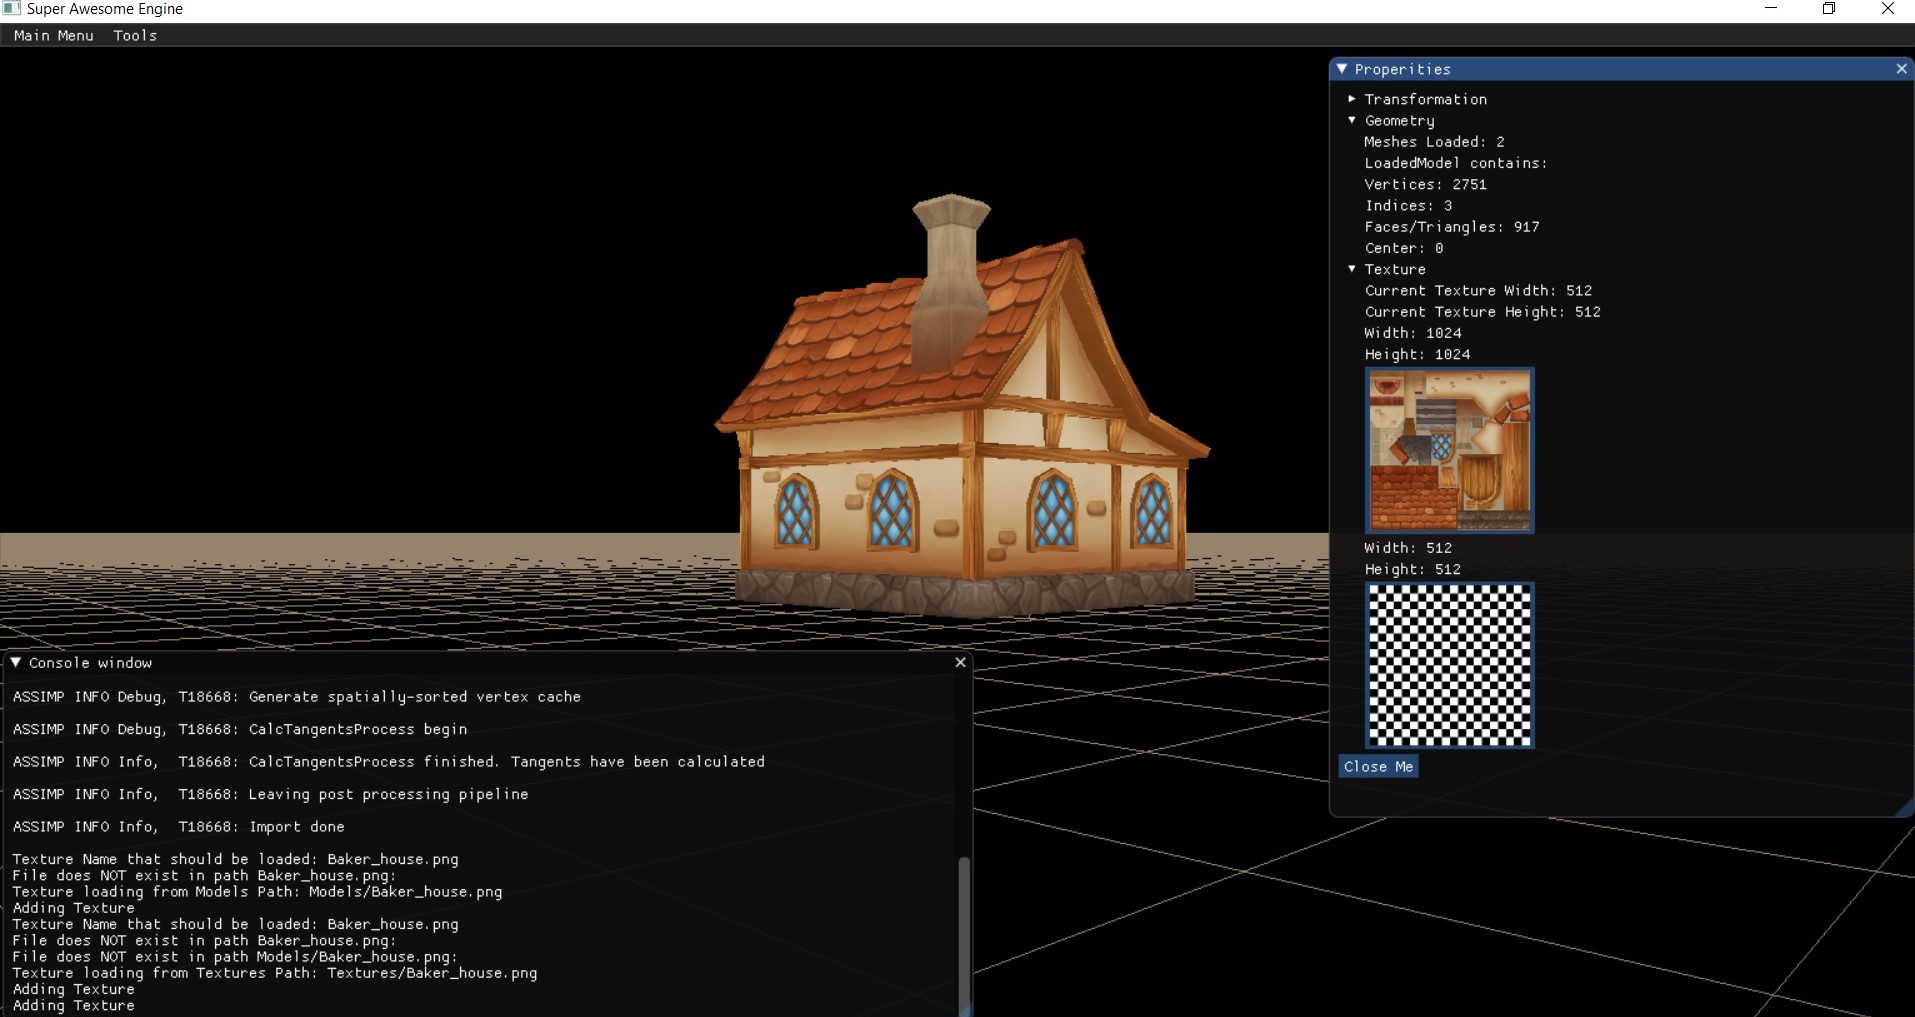 Super Awesome Engine
Main Menu Tools
Properities
Transformation
Geometry
Meshes Loaded: 2
LoadedModel contains:
Vertices: 2751
Indices: 3
Faces/Triangles: 917
Center: 0
Texture
Current Texture Width: 512
Current Texture Height: 512
Width: 1024
Height: 1024
Width: 512
Height: 512
Close Me
Console window
ASSIMP INFO Debug, T18668: Generate spatially-sorted vertex cache
ASSIMP INFO Debug, T18668: CalcTangentsProcess begin
ASSIMP INFO Info, T18668: CalcTangentsProcess finished. Tangents have been calculated
ASSIMP INFO Info, T18668: Leaving post processing pipeline
ASSIMP INFO Info, T18668: Import done
Texture Name that should be loaded: Baker_house.png
File does NOT exist in path Baker_house.png:
Texture loading from Models Path: Models/Baker_house.png
Adding Texture
Texture Name that should be loaded: Baker_house.png
File does NOT exist in path Baker_house.png:
File does NOT exist in path Models/Baker_house.png:
Texture loading from Textures Path: Textures/Baker_house.png
Adding Texture
Adding Texture